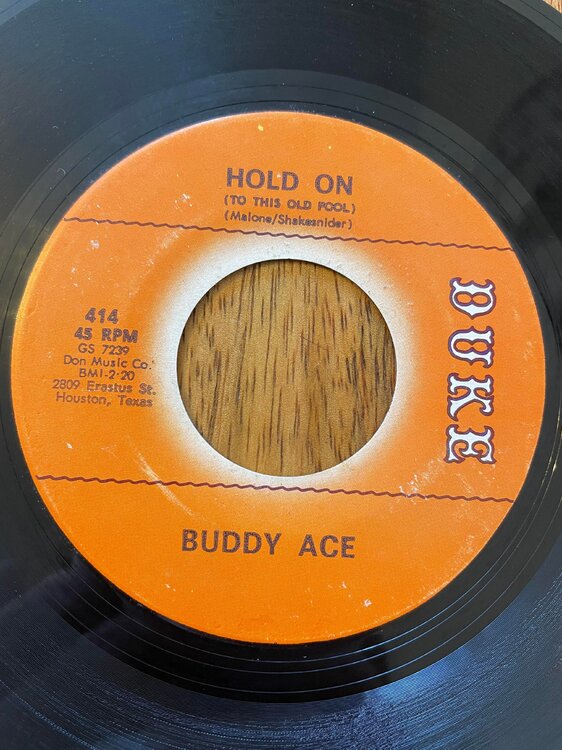 HOLD ON
(TO THIS OLD FOOL)
(Malone/Shakesnider)
414
45 RPM
GS 7239
Don Music Co.
BMI-2:20
2809 Erastus St.
Houston, Texas
DUKE
BUDDY ACE